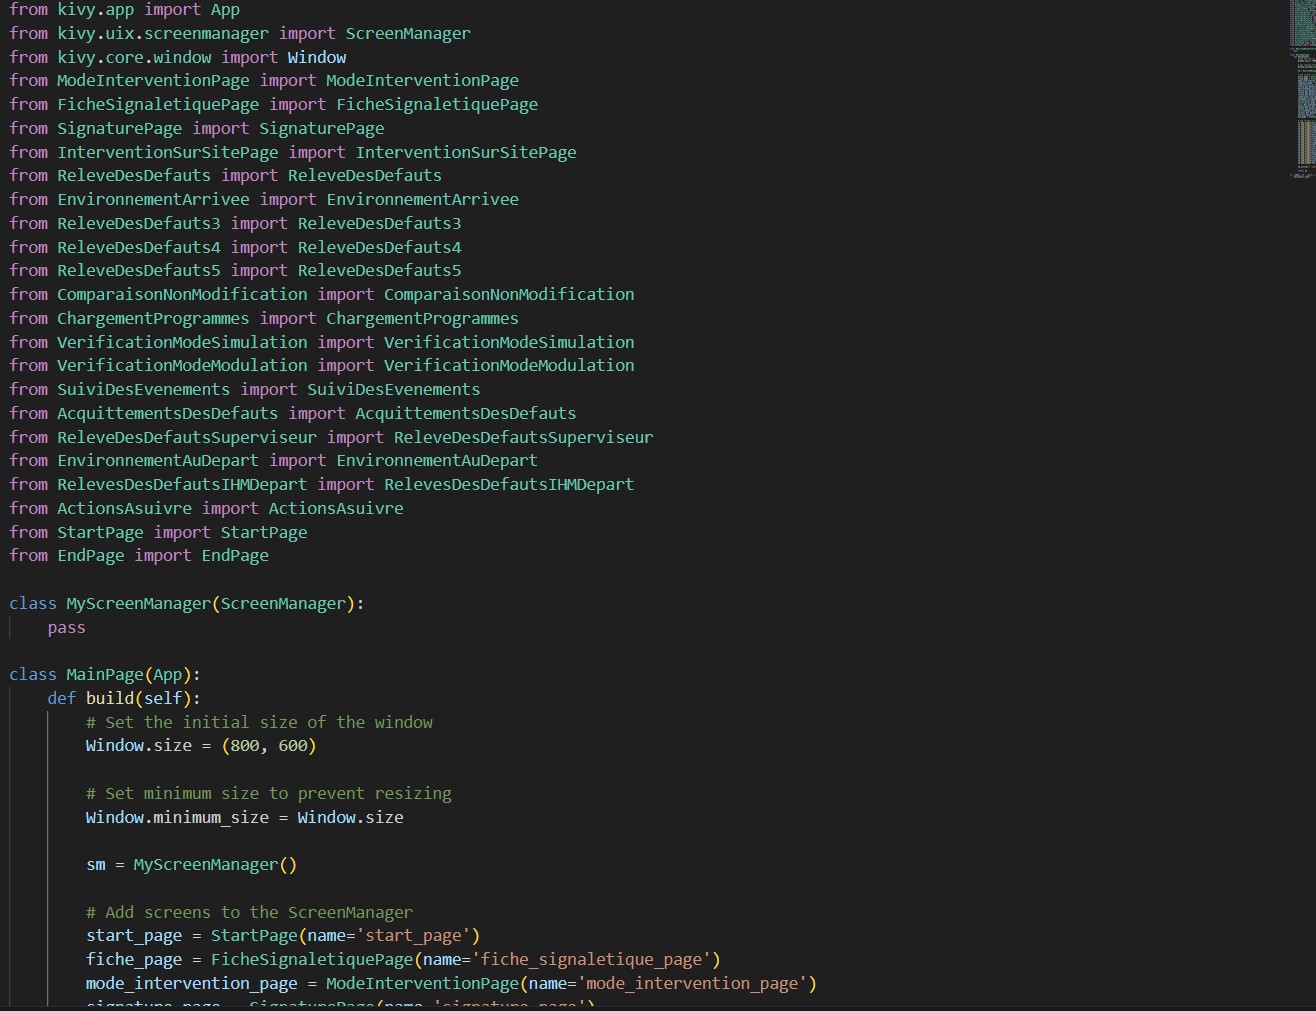 from kivy.app import App
from kivy.uix.screenmanager import ScreenManager
from kivy.core.window import Window
from ModeInterventionPage import ModeInterventionPage
from FicheSignaletiquePage import FicheSignaletiquePage
from SignaturePage import SignaturePage
from InterventionSurSitePage import InterventionSurSitePage
from ReleveDesDefauts import ReleveDesDefauts
from EnvironnementArrivee import EnvironnementArrivee
from ReleveDesDefauts3 import ReleveDesDefauts3
from ReleveDesDefauts4 import ReleveDesDefauts4
from ReleveDesDefauts5 import ReleveDesDefauts5
from ComparaisonNonModification import ComparaisonNonModification
from ChargementProgrammes import ChargementProgrammes
from VerificationModeSimulation import VerificationModeSimulation
from VerificationModeModulation import VerificationModeModulation
from SuiviDesEvenements import SuiviDesEvenements
from AcquittementsDesDefauts import AcquittementsDesDefauts
from ReleveDesDefautsSuperviseur import ReleveDesDefautsSuperviseur
from EnvironnementAuDepart import EnvironnementAuDepart
from RelevesDesDefautsIHMDepart import RelevesDesDefautsIHMDepart
from ActionsAsuivre import ActionsAsuivre
from StartPage import StartPage
from EndPage import EndPage

class MyScreenManager(ScreenManager):
    pass

class MainPage(App):
    def build(self):
        # Set the initial size of the window
        Window.size = (800, 600)

        # Set minimum size to prevent resizing
        Window.minimum_size = Window.size

        sm = MyScreenManager()

        # Add screens to the ScreenManager
        start_page = StartPage(name='start_page')
        fiche_page = FicheSignaletiquePage(name='fiche_signaletique_page')
        mode_intervention_page = ModeInterventionPage(name='mode_intervention_page')
        signature_page = SignaturePage(name='signature_page')